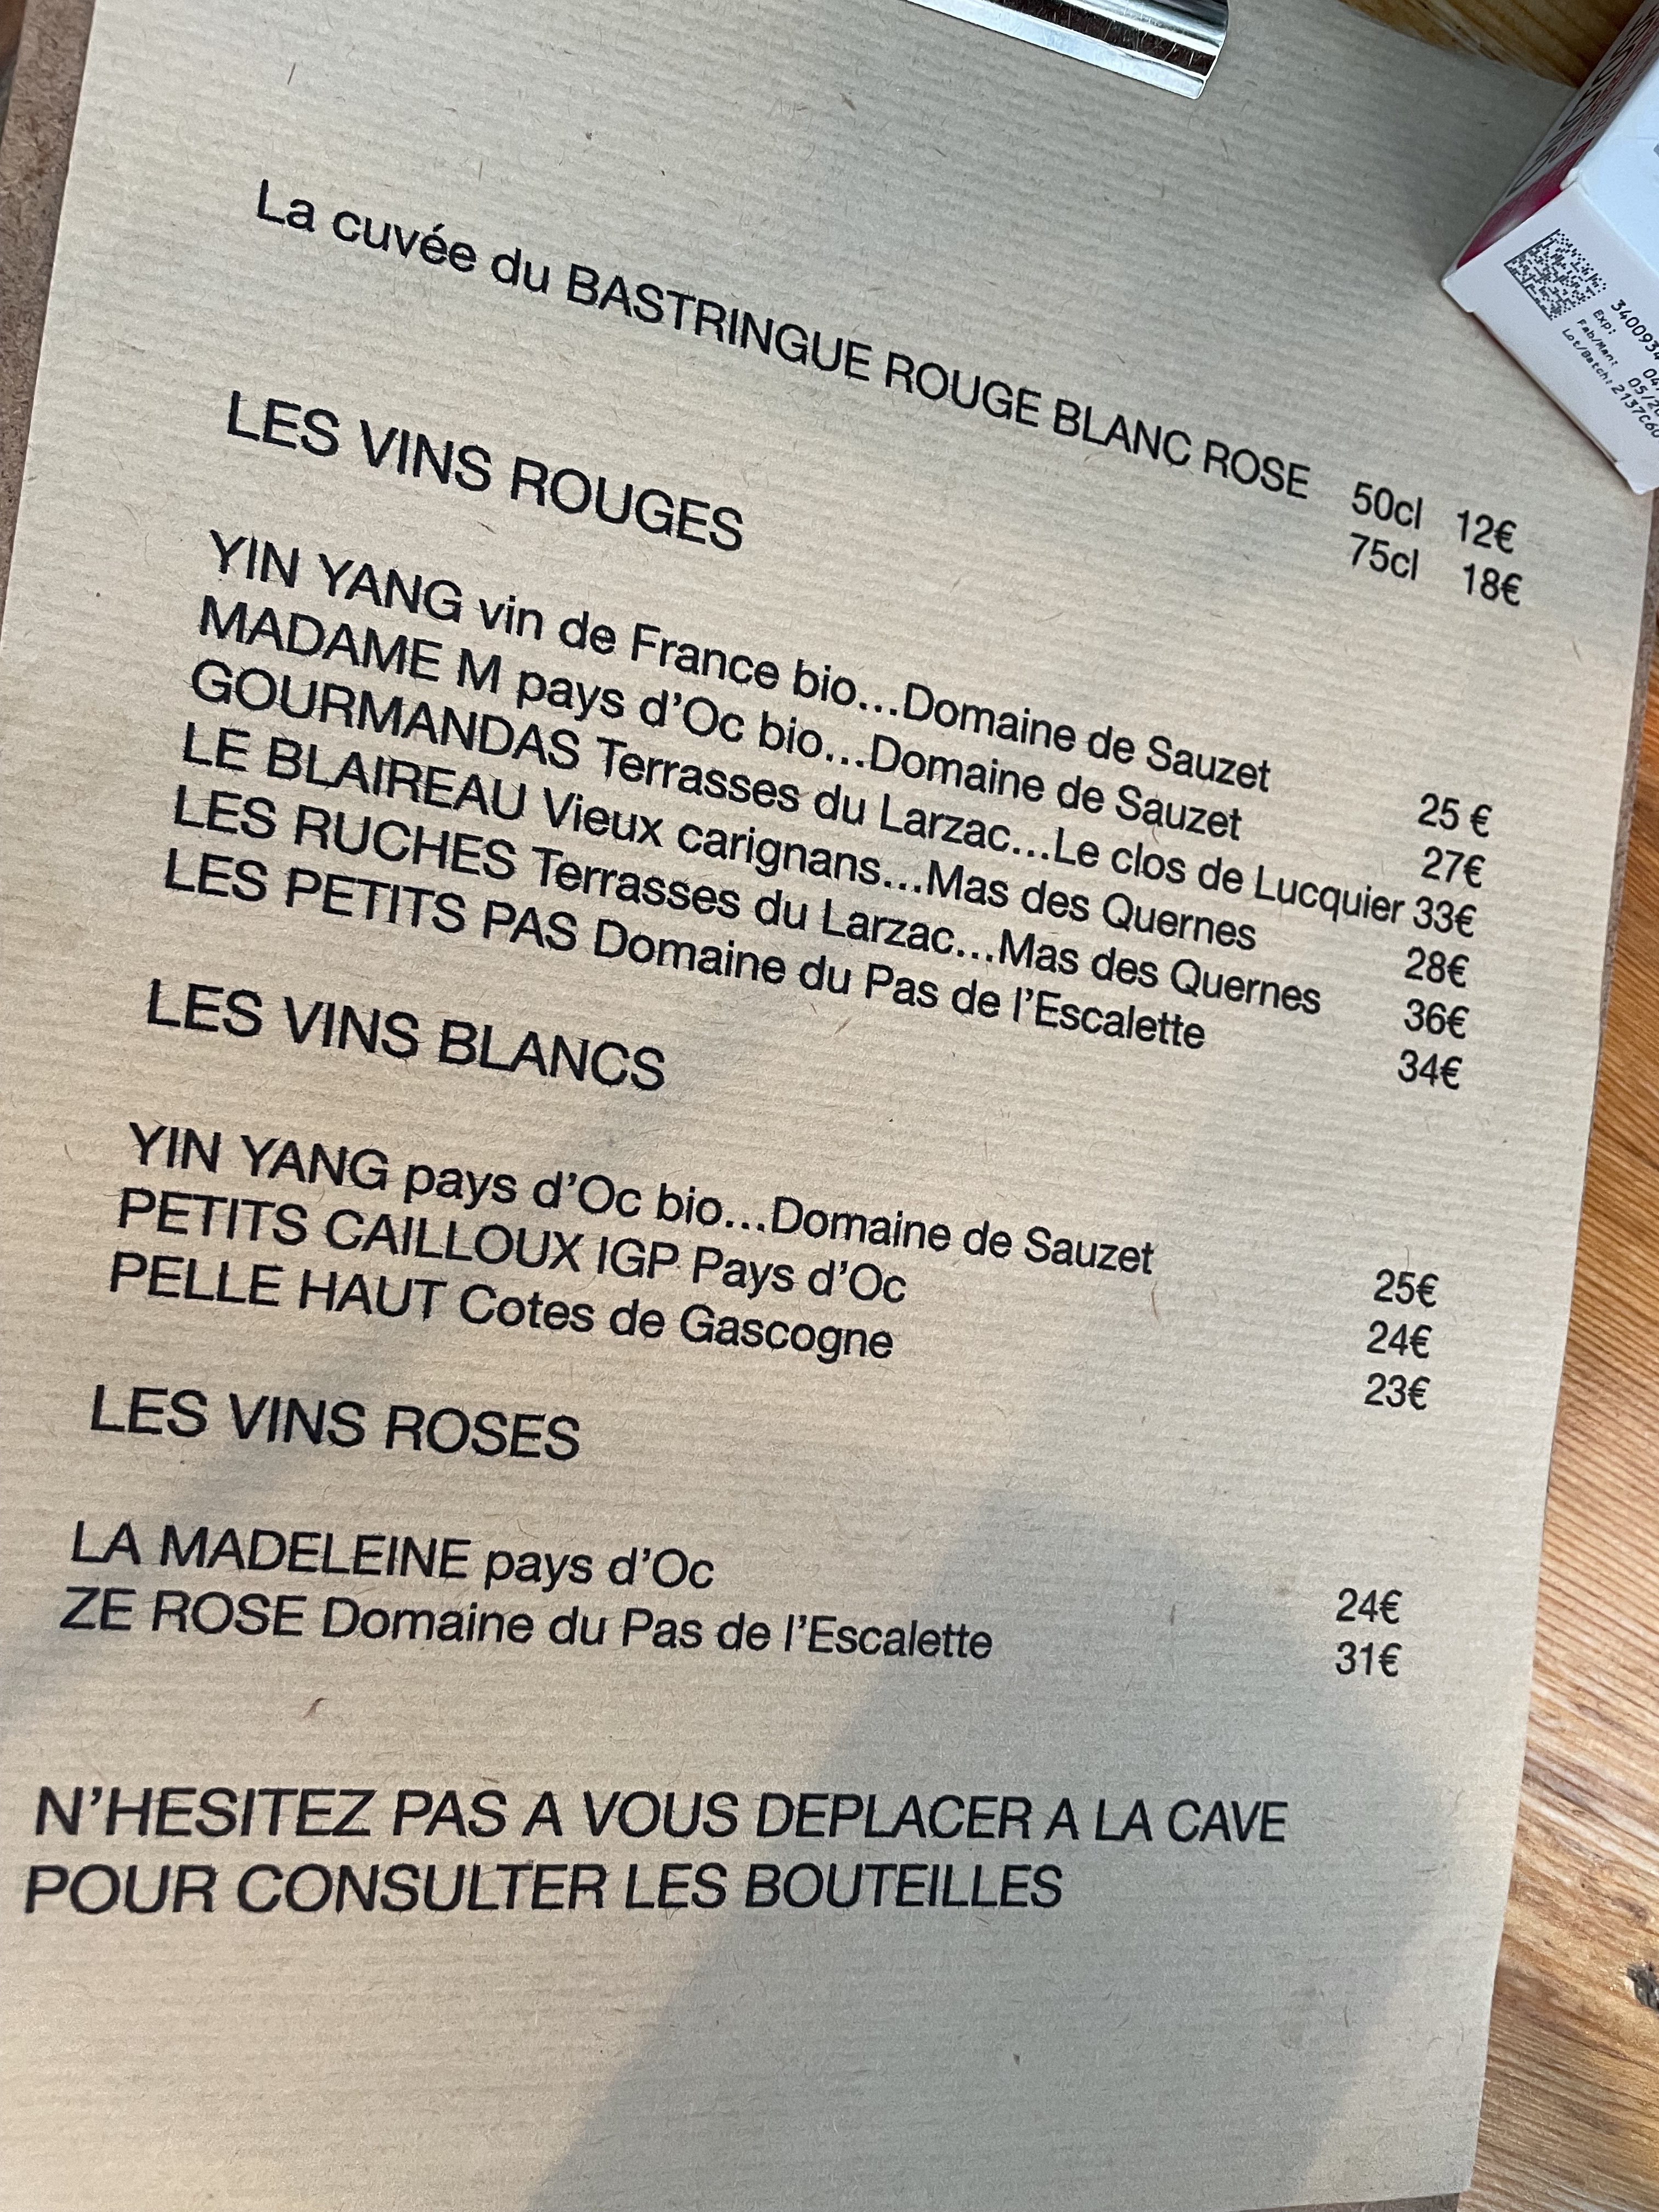 La cuvée du BASTRINGUE ROUGE BLANC ROSE 50cl 12€
75cl 18€
LES VINS ROUGES
YIN YANG vin de France bio...Domaine de Sauzet 25 €
MADAME M pays d'Oc bio...Domaine de Sauzet 27€
GOURMANDAS Terrasses du Larzac...Le clos de Lucquier 33€
LE BLAIREAU Vieux carignans...Mas des Quernes 28€
LES RUCHES Terrasses du Larzac...Mas des Quernes 36€
LES PETITS PAS Domaine du Pas de l'Escalette 34€
LES VINS BLANCS
YIN YANG pays d'Oc bio...Domaine de Sauzet 25€
PETITS CAILLOUX IGP Pays d'Oc 24€
PELLE HAUT Cotes de Gascogne 23€
LES VINS ROSES
LA MADELEINE pays d'Oc 24€
ZE ROSE Domaine du Pas de l'Escalette 31€
N'HESITEZ PAS A VOUS DEPLACER A LA CAVE
POUR CONSULTER LES BOUTEILLES
Exp:
Fab/Man:
Lot/Batch: